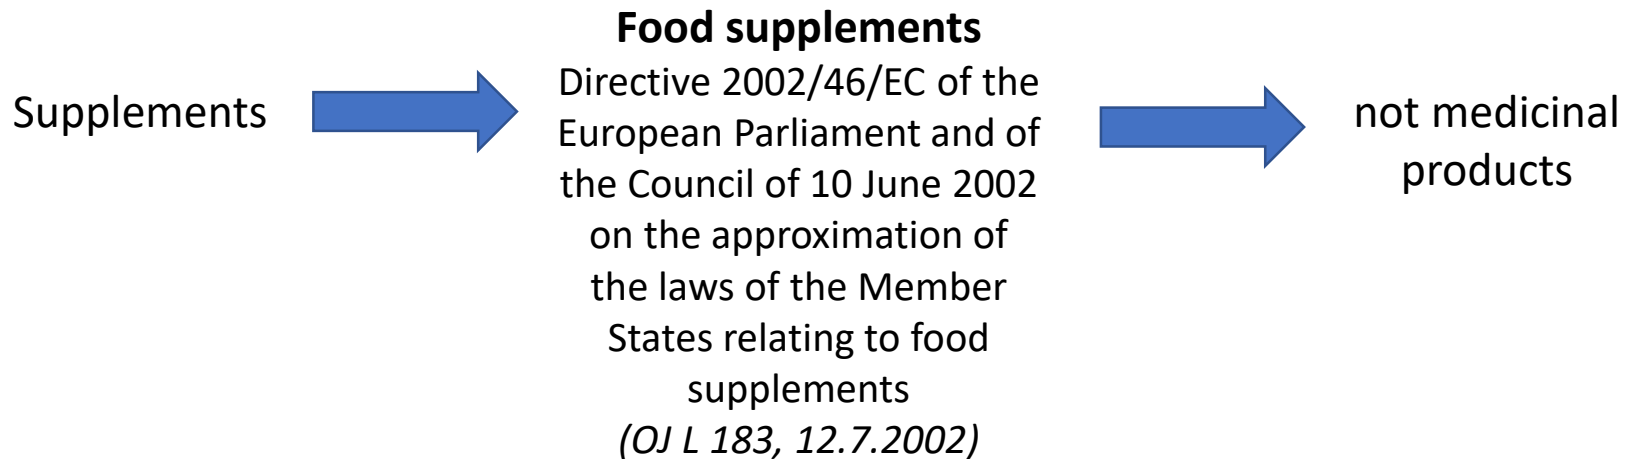 Supplements
Food supplements
Directive 2002/46/EC of the
European Parliament and of
the Council of 10 June 2002
on the approximation of
the laws of the Member
States relating to food
supplements
(OJ L 183, 12.7.2002)
not medicinal
products